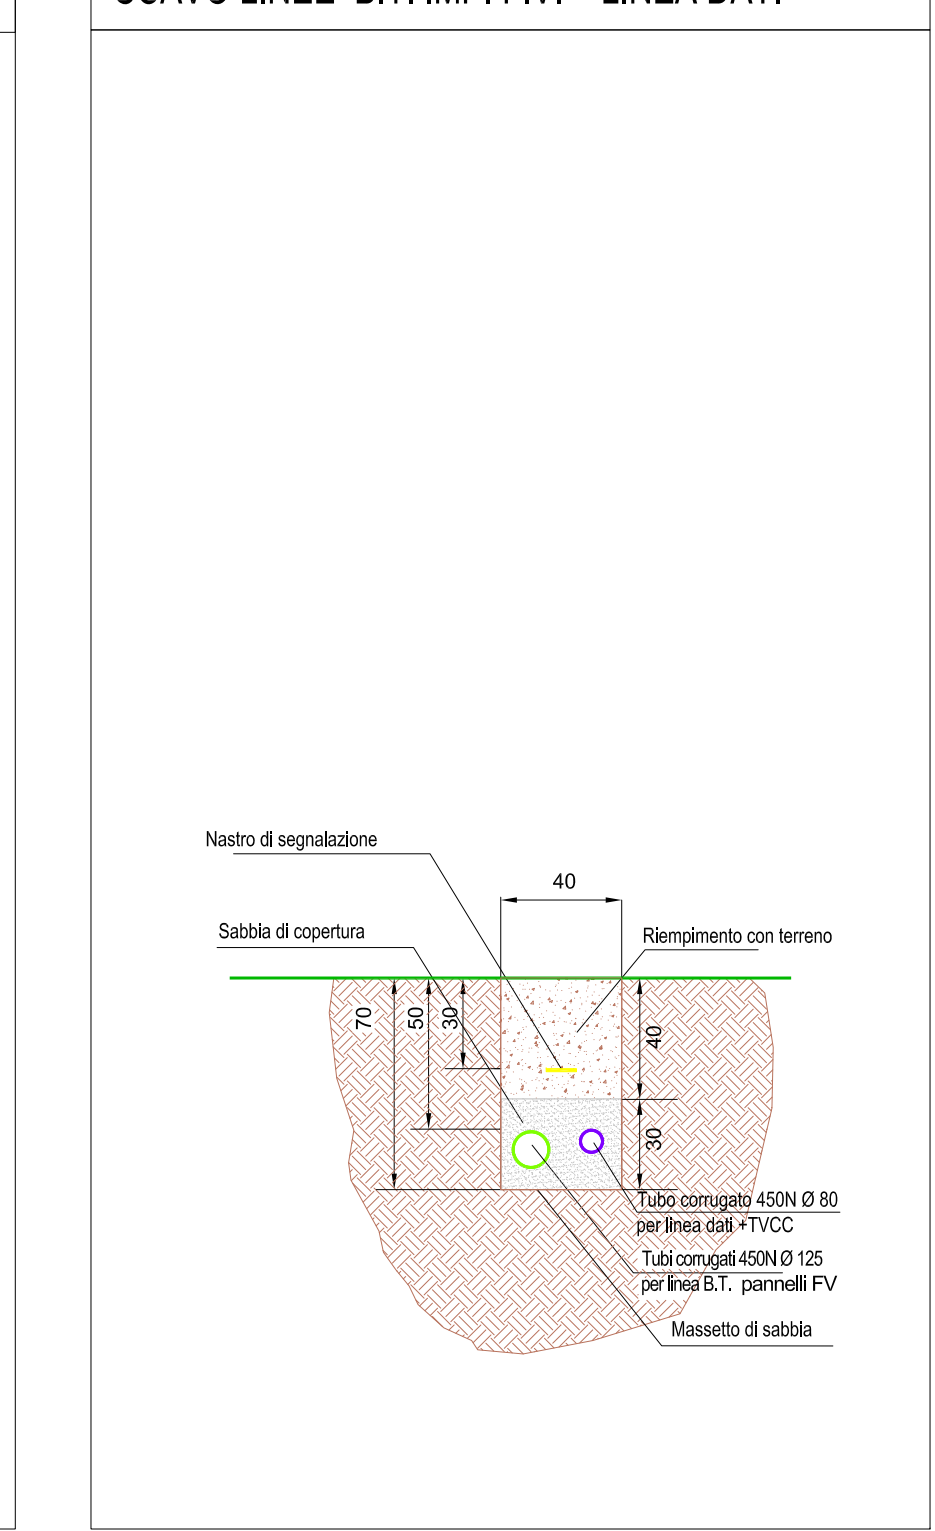 Nastro di segnalazione
40
Sabbia di copertura
Riempimento con terreno
70
50
30
40
30
Tubo corrugato 450N Ø 80
per linea dati +TVCC
Tubi corrugati 450N Ø 125
per linea B.T. pannelli FV
Massetto di sabbia